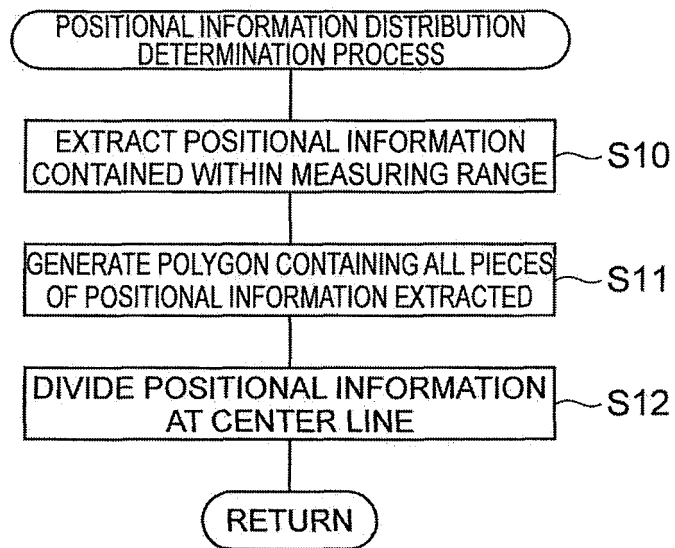 POSITIONAL INFORMATION DISTRIBUTION
DETERMINATION PROCESS
EXTRACT POSITIONAL INFORMATION
CONTAINED WITHIN MEASURING RANGE
S10
GENERATE POLYGON CONTAINING ALL PIECES
OF POSITIONAL INFORMATION EXTRACTED
S11
DIVIDE POSITIONAL INFORMATION
AT CENTER LINE
S12
RETURN